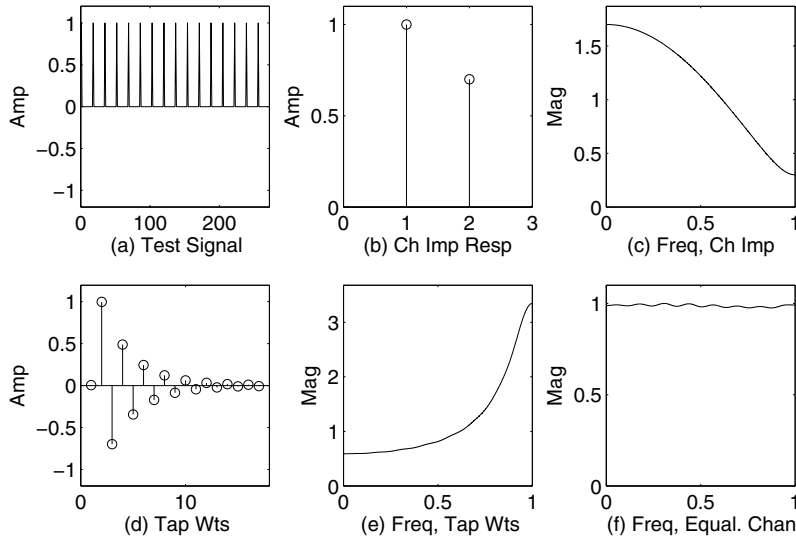 1
0.5
0
−0.5
−1
Amp
0 100 200
(a) Test Signal
1
0.5
0
Amp
0 1 2 3
(b) Ch Imp Resp
1.5
1
0.5
0
Mag
0 0.5 1
(c) Freq, Ch Imp
1
0.5
0
−0.5
−1
Amp
10
(d) Tap Wts
3
2
1
0
Mag
0 0.5 1
(e) Freq, Tap Wts
1
0.5
0
Mag
0 0.5 1
(f) Freq, Equal. Chan